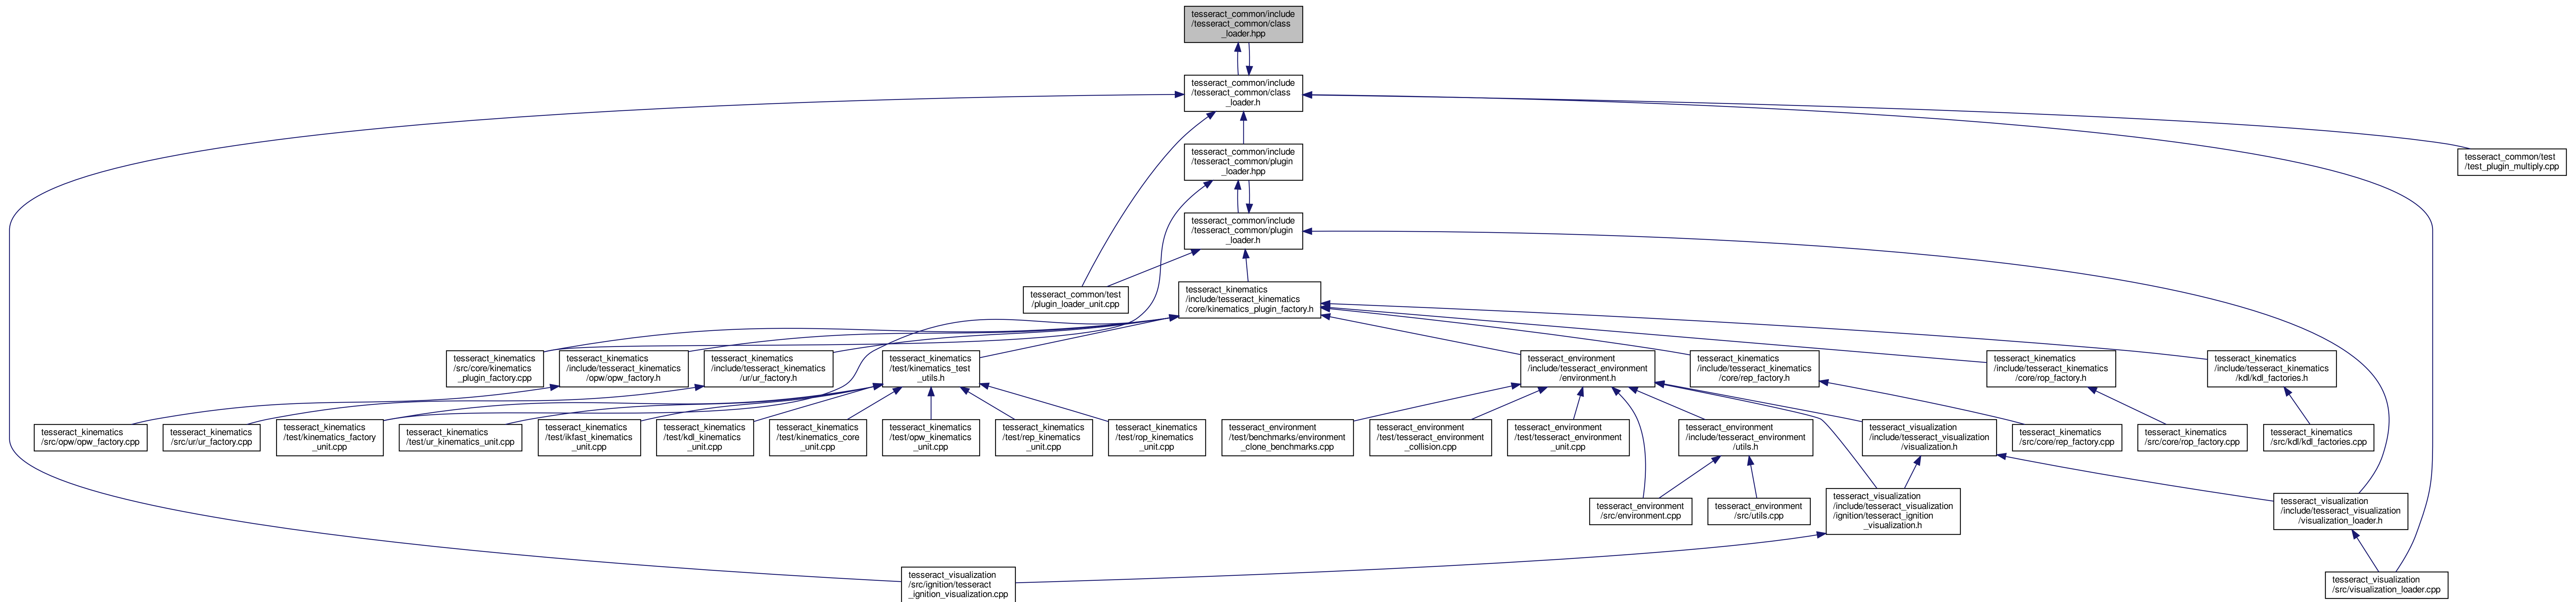 tesseract_common/include
/tesseract_common/class
_loader.hpp
tesseract_common/include
/tesseract_common/class
_loader.h
tesseract_common/include
/tesseract_common/plugin
_loader.hpp
tesseract_common/test
/test_plugin_multiply.cpp
tesseract_common/include
/tesseract_common/plugin
_loader.h
tesseract_common/test
/plugin_loader_unit.cpp
tesseract_kinematics
/include/tesseract_kinematics
/core/kinematics_plugin_factory.h
tesseract_kinematics
/src/core/kinematics
_plugin_factory.cpp
tesseract_kinematics
/include/tesseract_kinematics
/opw/opw_factory.h
tesseract_kinematics
/include/tesseract_kinematics
/ur/ur_factory.h
tesseract_kinematics
/test/kinematics_test
_utils.h
tesseract_environment
/include/tesseract_environment
/environment.h
tesseract_kinematics
/include/tesseract_kinematics
/core/rep_factory.h
tesseract_kinematics
/include/tesseract_kinematics
/core/rop_factory.h
tesseract_kinematics
/include/tesseract_kinematics
/kdl/kdl_factories.h
tesseract_kinematics
/src/opw/opw_factory.cpp
tesseract_kinematics
/src/ur/ur_factory.cpp
tesseract_kinematics
/test/kinematics_factory
_unit.cpp
tesseract_kinematics
/test/ur_kinematics_unit.cpp
tesseract_kinematics
/test/ikfast_kinematics
_unit.cpp
tesseract_kinematics
/test/kdl_kinematics
_unit.cpp
tesseract_kinematics
/test/kinematics_core
_unit.cpp
tesseract_kinematics
/test/opw_kinematics
_unit.cpp
tesseract_kinematics
/test/rep_kinematics
_unit.cpp
tesseract_kinematics
/test/rop_kinematics
_unit.cpp
tesseract_environment
/test/benchmarks/environment
_clone_benchmarks.cpp
tesseract_environment
/test/tesseract_environment
_collision.cpp
tesseract_environment
/test/tesseract_environment
_unit.cpp
tesseract_environment
/include/tesseract_environment
/utils.h
tesseract_visualization
/include/tesseract_visualization
/visualization.h
tesseract_kinematics
/src/core/rep_factory.cpp
tesseract_kinematics
/src/core/rop_factory.cpp
tesseract_kinematics
/src/kdl/kdl_factories.cpp
tesseract_environment
/src/environment.cpp
tesseract_environment
/src/utils.cpp
tesseract_visualization
/include/tesseract_visualization
/ignition/tesseract_ignition
_visualization.h
tesseract_visualization
/include/tesseract_visualization
/visualization_loader.h
tesseract_visualization
/src/ignition/tesseract
_ignition_visualization.cpp
tesseract_visualization
/src/visualization_loader.cpp